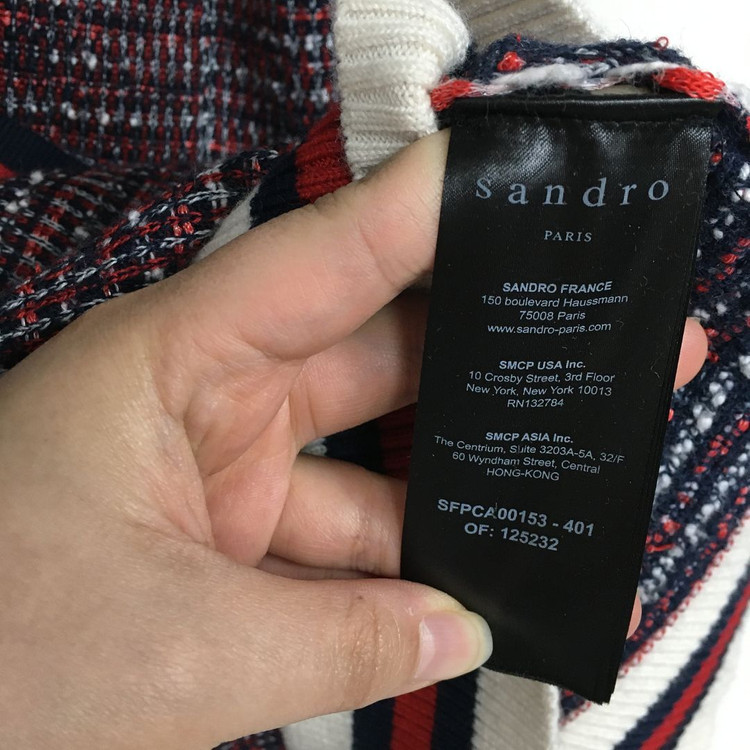 sandro
PARIS
SANDRO FRANCE
150 boulevard Haussmann
75008 Paris
www.sandro-paris.com
SMCP USA Inc.
10 Crosby Street, 3rd Floor
New York, New York 10013
RN132784
SMCP ASIA Inc.
The Centrium, Suite 3203A-5A, 32/F
60 Wyndham Street, Central
HONG-KONG
SFPCA00153 - 401
OF: 125232